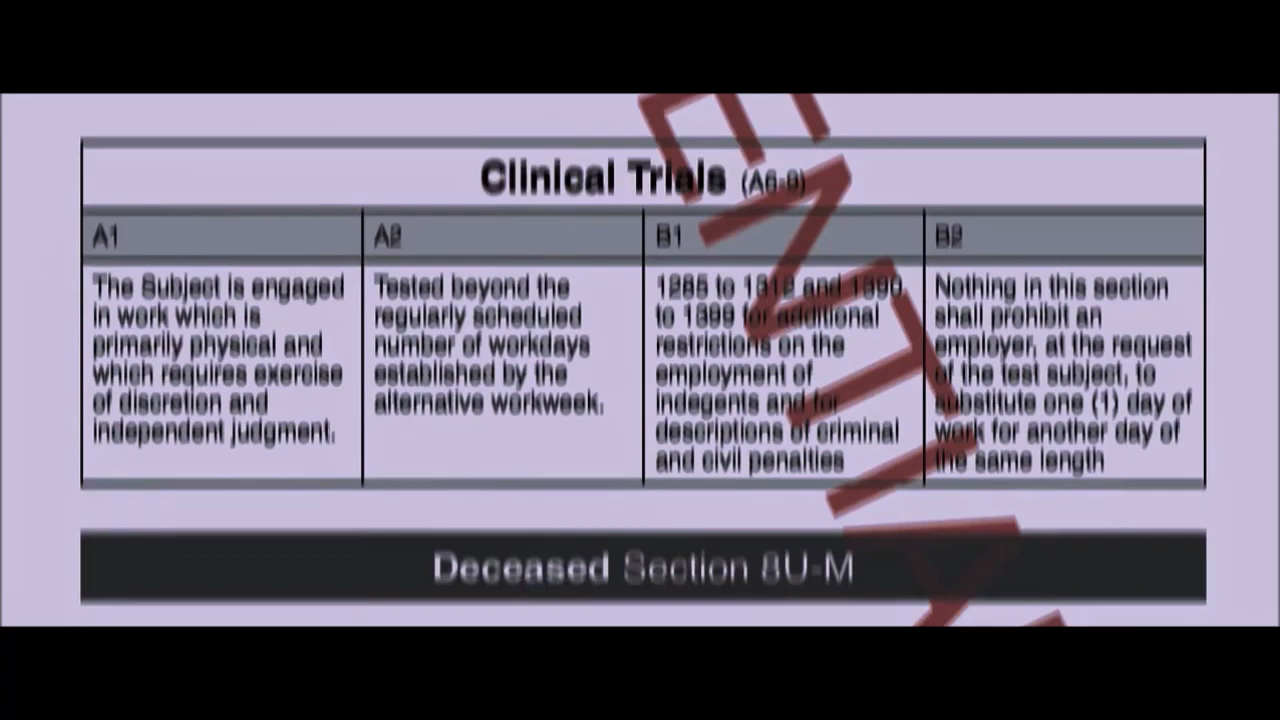 Clinical Trials (A6-9)
A1
A2
B1
B2
The Subject is engaged
in work which is
primarily physical and
which requires exercise
of discretion and
independent judgment.
Tested beyond the
regularly scheduled
number of workdays
established by the
alternative workweek.
1285 to 1312 and 1390
to 1399 for additional
restrictions on the
employment of
indegents and for
descriptions of criminal
and civil penalties
Nothing in this section
shall prohibit an
employer, at the request
of the test subject, to
substitute one (1) day of
work for another day of
the same length
ENTIA
Deceased Section 8U-M